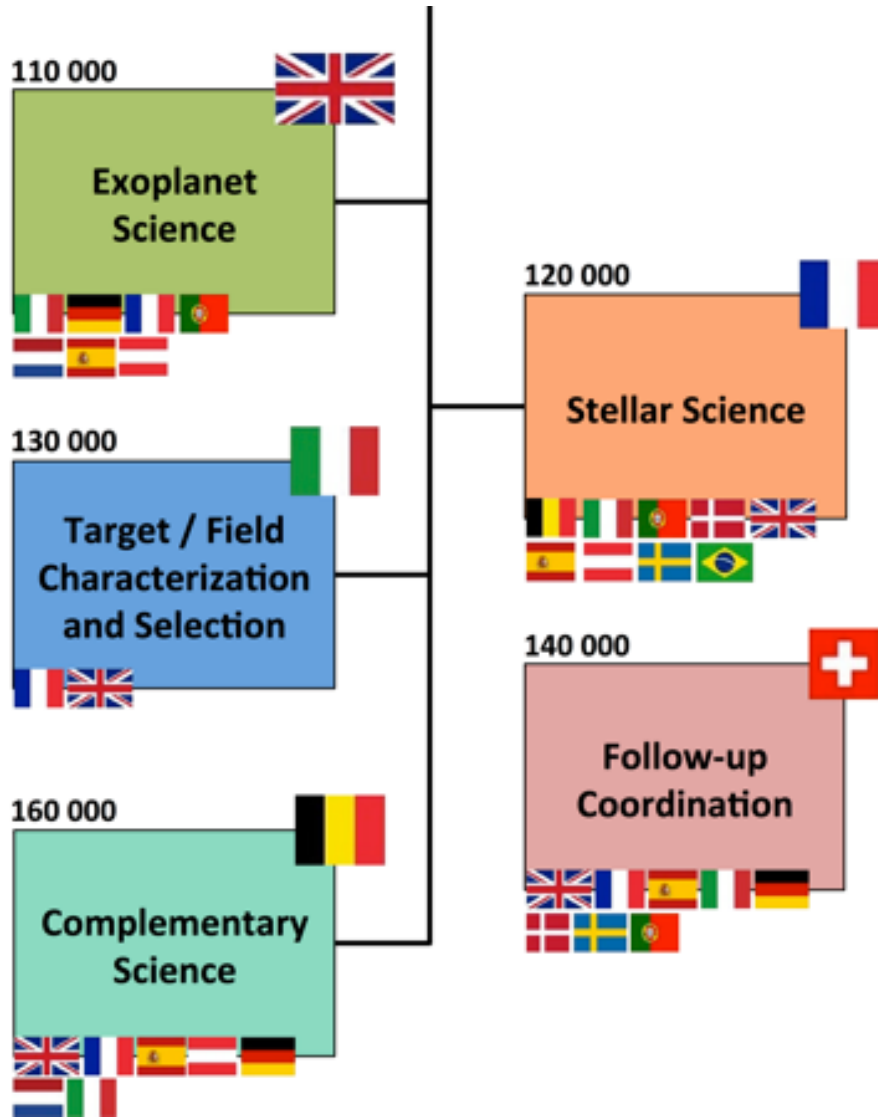 110 000
Exoplanet
Science
120 000
Stellar Science
130 000
Target / Field
Characterization
and Selection
140 000
Follow-up
Coordination
160 000
Complementary
Science